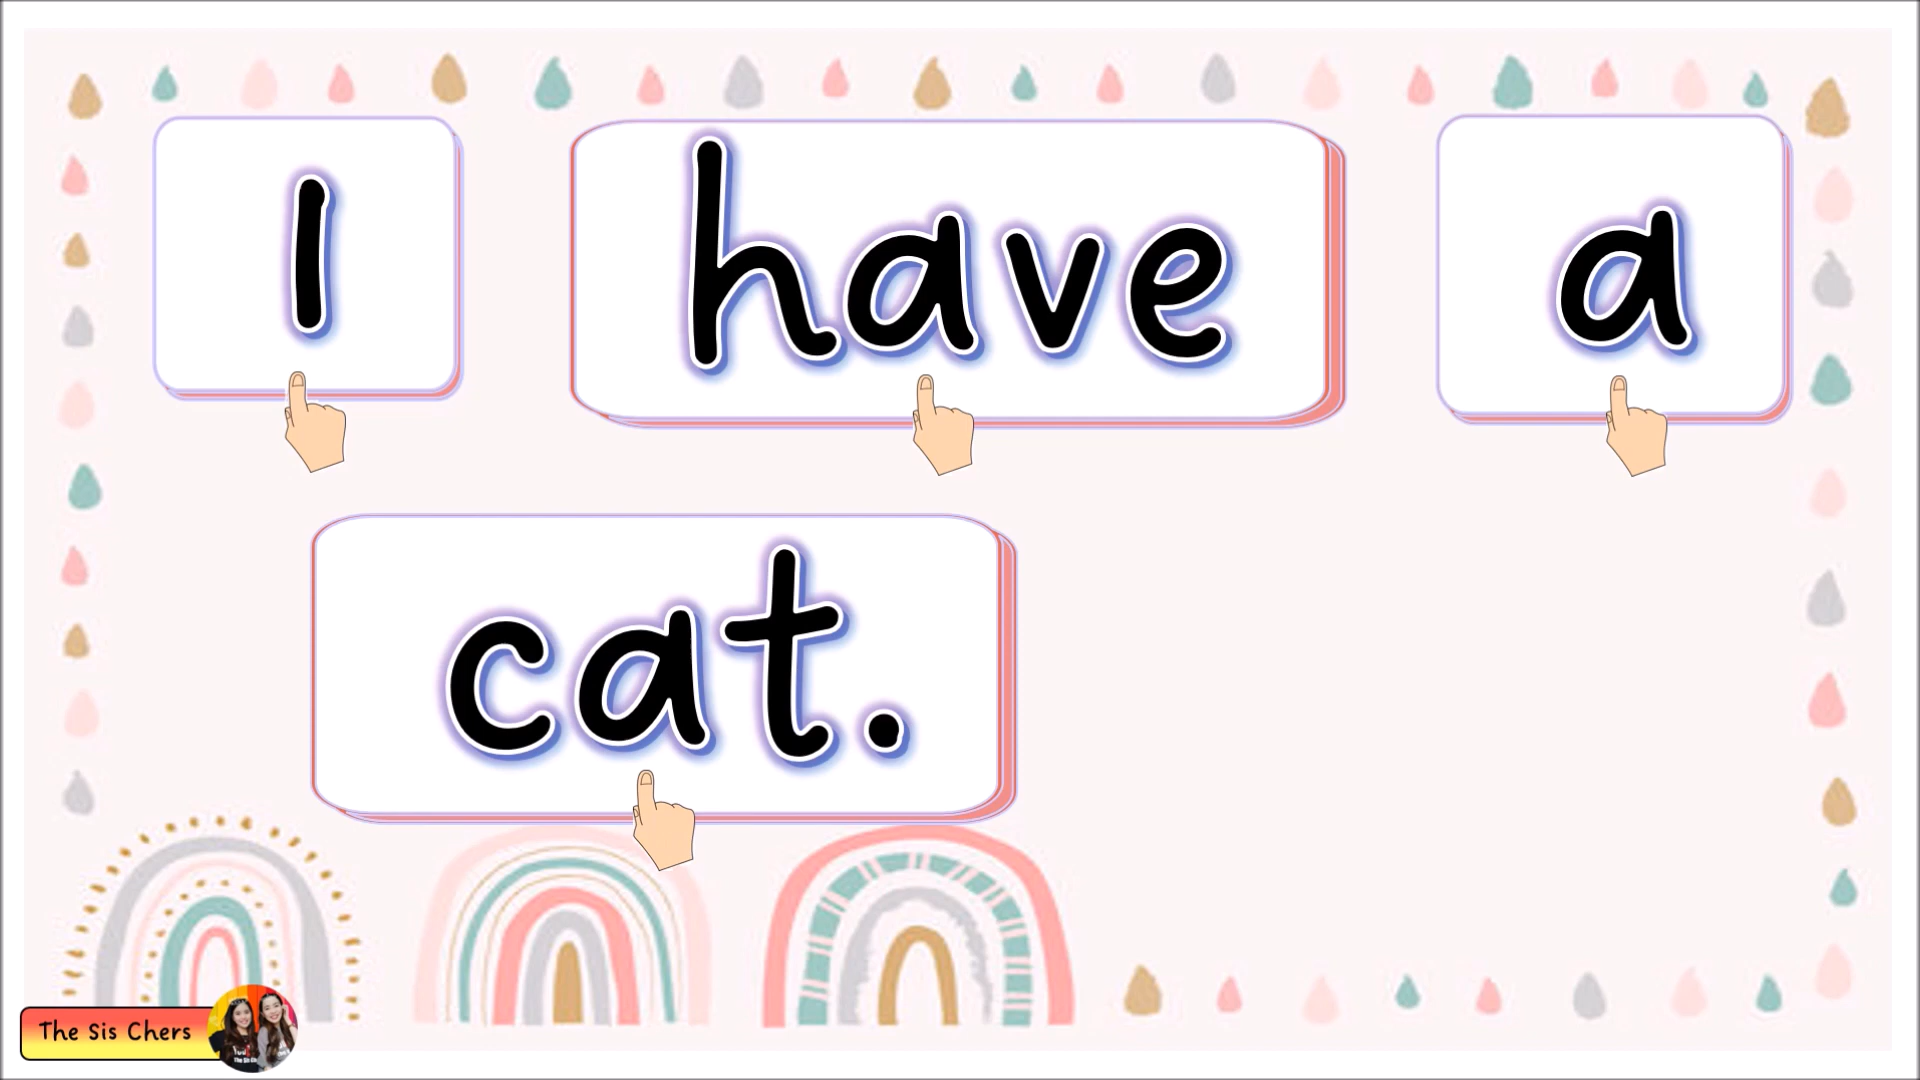 I have a
cat.
The Sis Chers